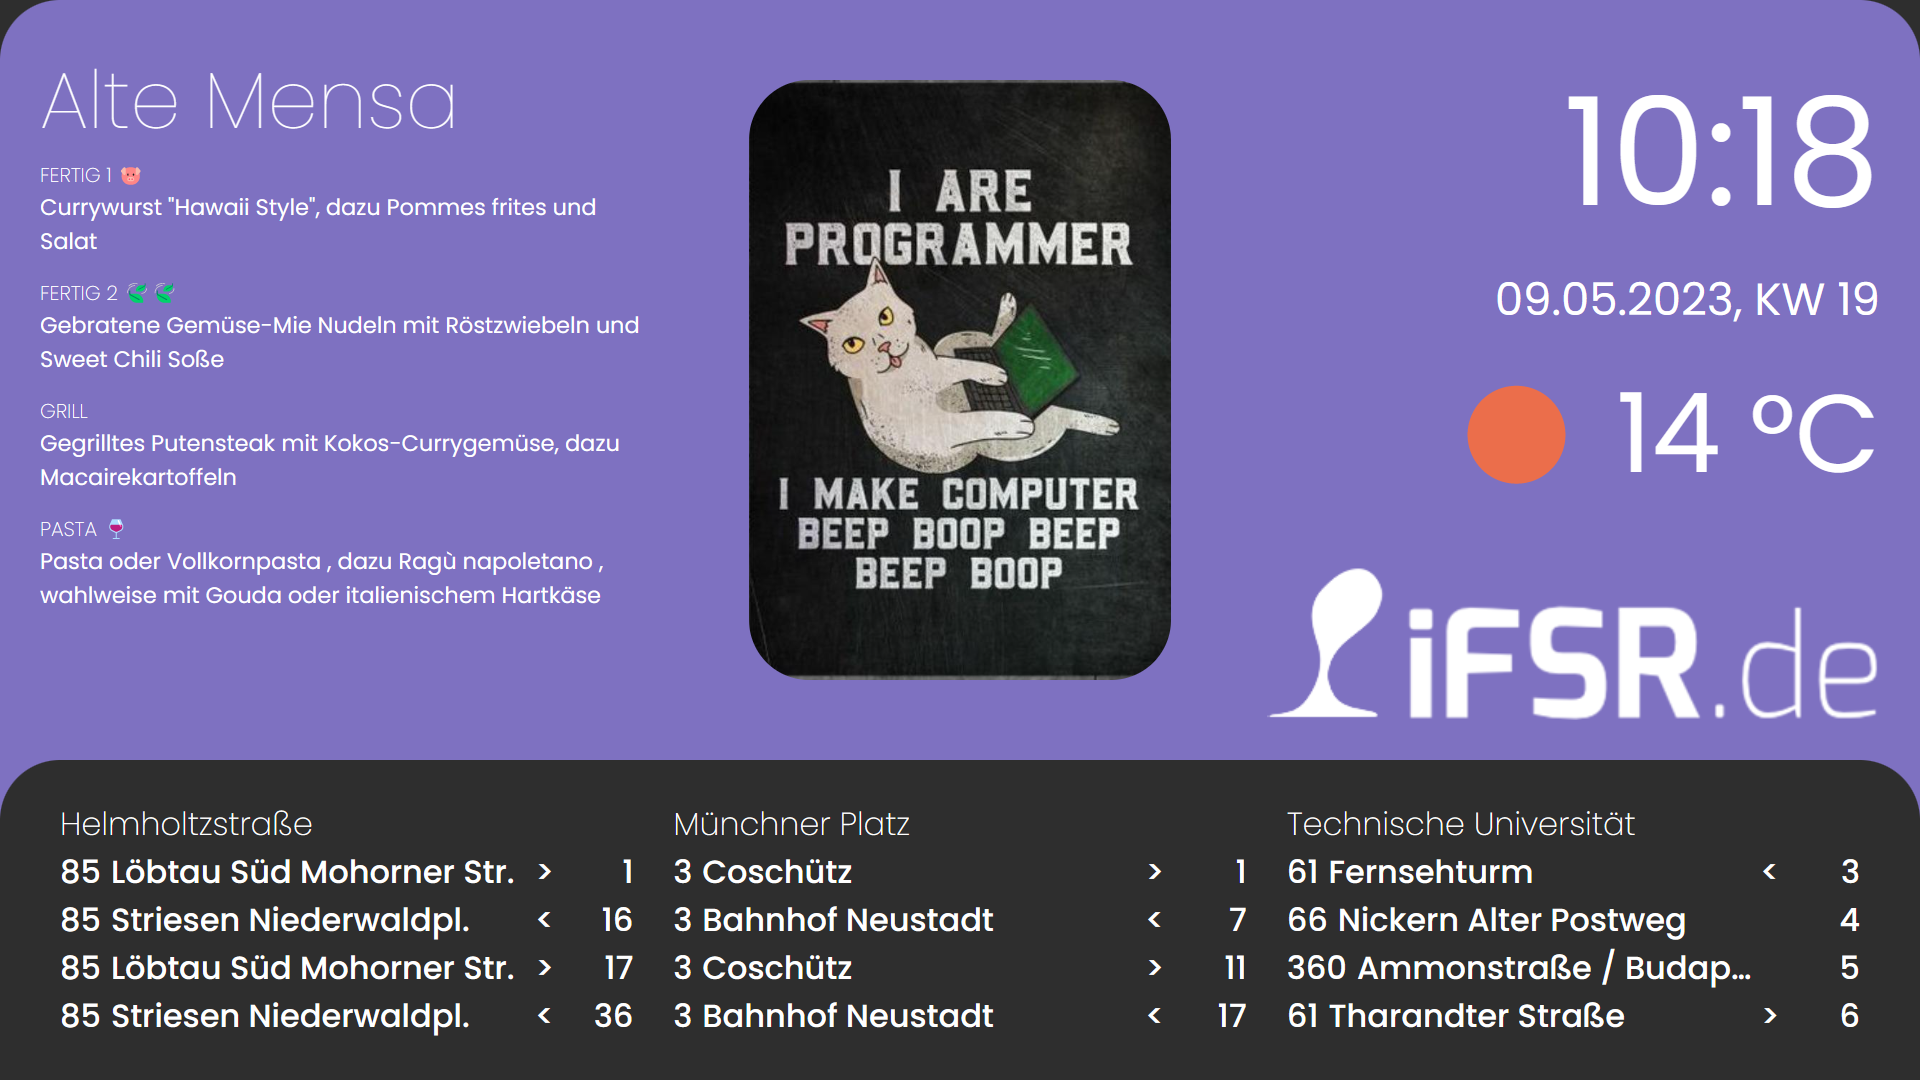 Alte Mensa
FERTIG 1
Currywurst "Hawaii Style", dazu Pommes frites und
Salat
FERTIG 2
Gebratene Gemüse-Mie Nudeln mit Röstzwiebeln und
Sweet Chili Soße
GRILL
Gegrilltes Putensteak mit Kokos-Currygemüse, dazu
Macairekartoffeln
PASTA
Pasta oder Vollkornpasta , dazu Ragù napoletano ,
wahlweise mit Gouda oder italienischem Hartkäse
I ARE
PROGRAMMER
I MAKE COMPUTER
BEEP BOOP BEEP
BEEP BOOP
10:18
09.05.2023, KW 19
14 °C
iFSR.de
Helmholtzstraße
85 Löbtau Süd Mohorner Str. > 1
85 Striesen Niederwaldpl. < 16
85 Löbtau Süd Mohorner Str. > 17
85 Striesen Niederwaldpl. < 36
Münchner Platz
3 Coschütz > 1
3 Bahnhof Neustadt < 7
3 Coschütz > 11
3 Bahnhof Neustadt < 17
Technische Universität
61 Fernsehturm < 3
66 Nickern Alter Postweg 4
360 Ammonstraße / Budap... 5
61 Tharandter Straße > 6